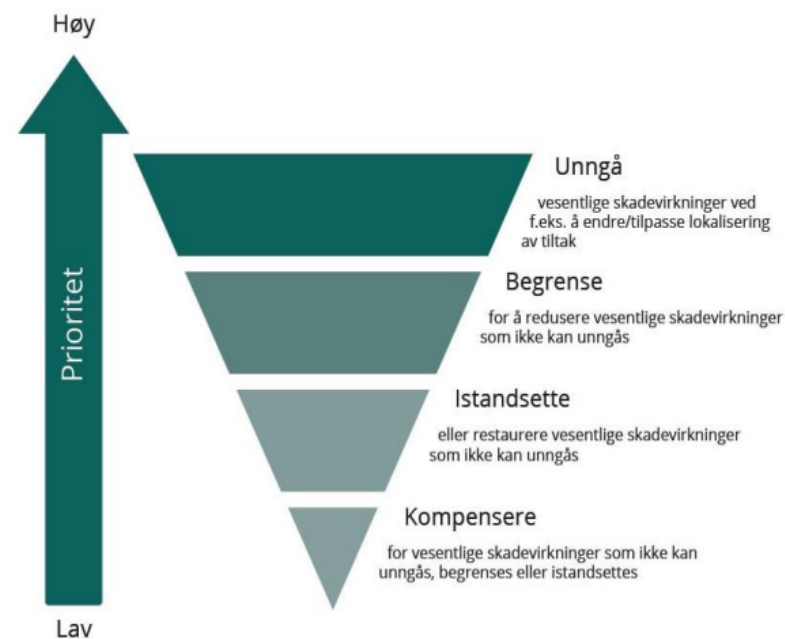 Høy
Prioritet
Unngå
vesentlige skadevirkninger ved
f.eks. å endre/tilpasse lokalisering
av tiltak
Begrense
for å redusere vesentlige skadevirkninger
som ikke kan unngås
Istandsette
eller restaurere vesentlige skadevirkninger
som ikke kan unngås
Kompensere
for vesentlige skadevirkninger som ikke kan
unngås, begrenses eller istandsettes
Lav